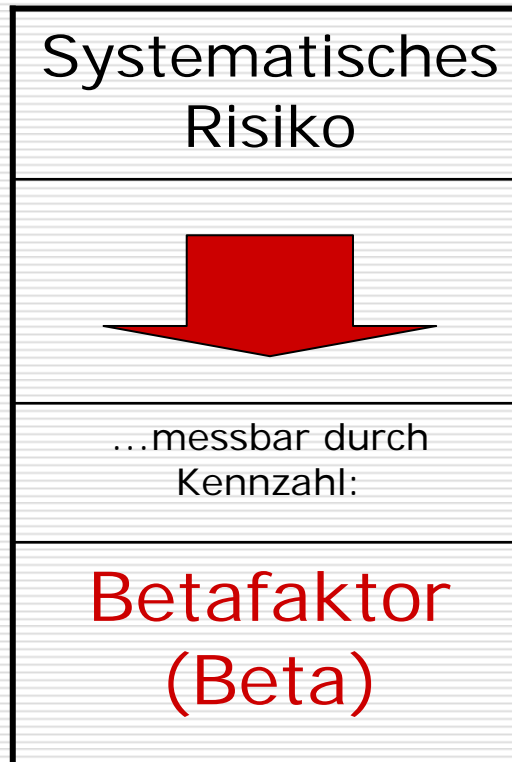 Systematisches
Risiko
…messbar durch
Kennzahl:
Betafaktor
(Beta)